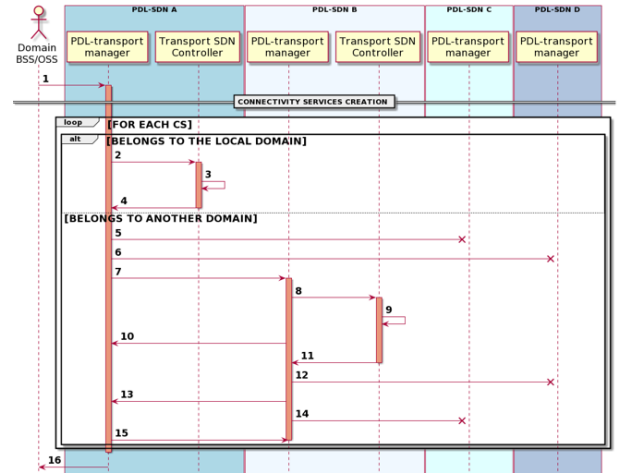 PDL-SDN A
PDL-SDN B
PDL-SDN C
PDL-SDN D
Domain
BSS/OSS
PDL-transport
manager
Transport SDN
Controller
PDL-transport
manager
Transport SDN
Controller
PDL-transport
manager
PDL-transport
manager
1
CONNECTIVITY SERVICES CREATION
loop
[FOR EACH CS]
alt
[BELONGS TO THE LOCAL DOMAIN]
2
3
4
[BELONGS TO ANOTHER DOMAIN]
5
6
7
8
9
10
11
12
13
14
15
16